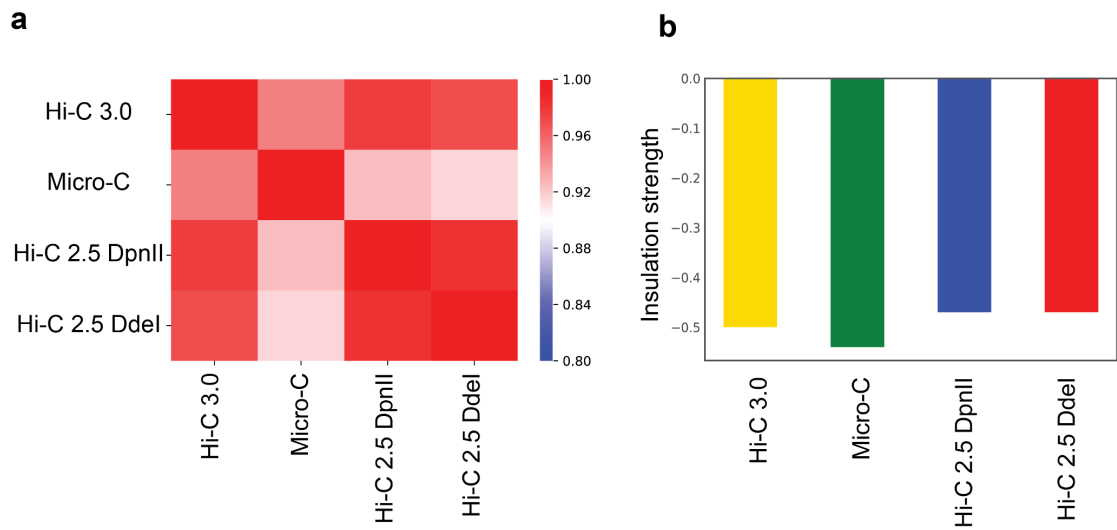 a
Hi-C 3.0
Micro-C
Hi-C 2.5 DpnII
Hi-C 2.5 DdeI
Hi-C 3.0
Micro-C
Hi-C 2.5 DpnII
Hi-C 2.5 DdeI
1.00
0.96
0.92
0.88
0.84
0.80
b
Insulation strength
0.0
−0.1
−0.2
−0.3
−0.4
−0.5
Hi-C 3.0
Micro-C
Hi-C 2.5 DpnII
Hi-C 2.5 DdeI